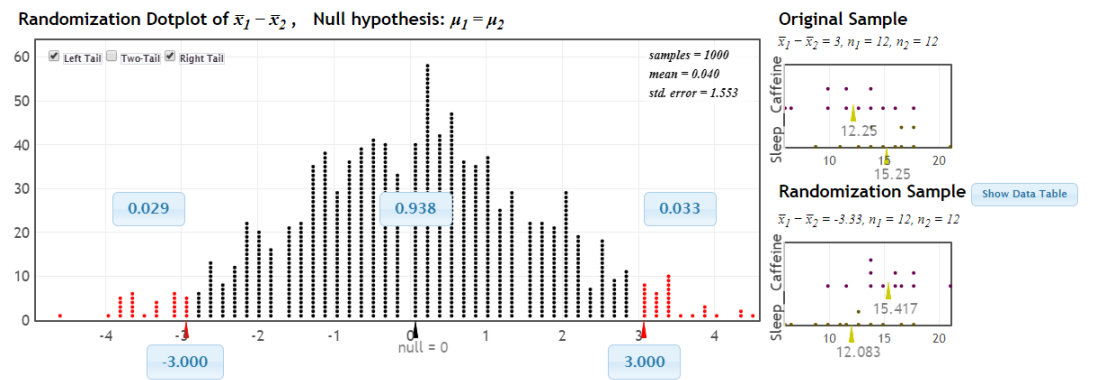 Randomization Dotplot of x̄1 − x̄2 ,   Null hypothesis: μ1 = μ2
Left Tail Two-Tail Right Tail
samples = 1000
mean = 0.040
std. error = 1.553
60
50
40
30
20
10
0
0.029
0.938
0.033
-4 -3 -2 -1 0 1 2 3 4
null = 0
-3.000
3.000
Original Sample
x̄1 − x̄2 = 3, n1 = 12, n2 = 12
Caffeine
Sleep
12.25
10 15 20
15.25
Randomization Sample
Show Data Table
x̄1 − x̄2 = -3.33, n1 = 12, n2 = 12
Caffeine
Sleep
15.417
10 15 20
12.083